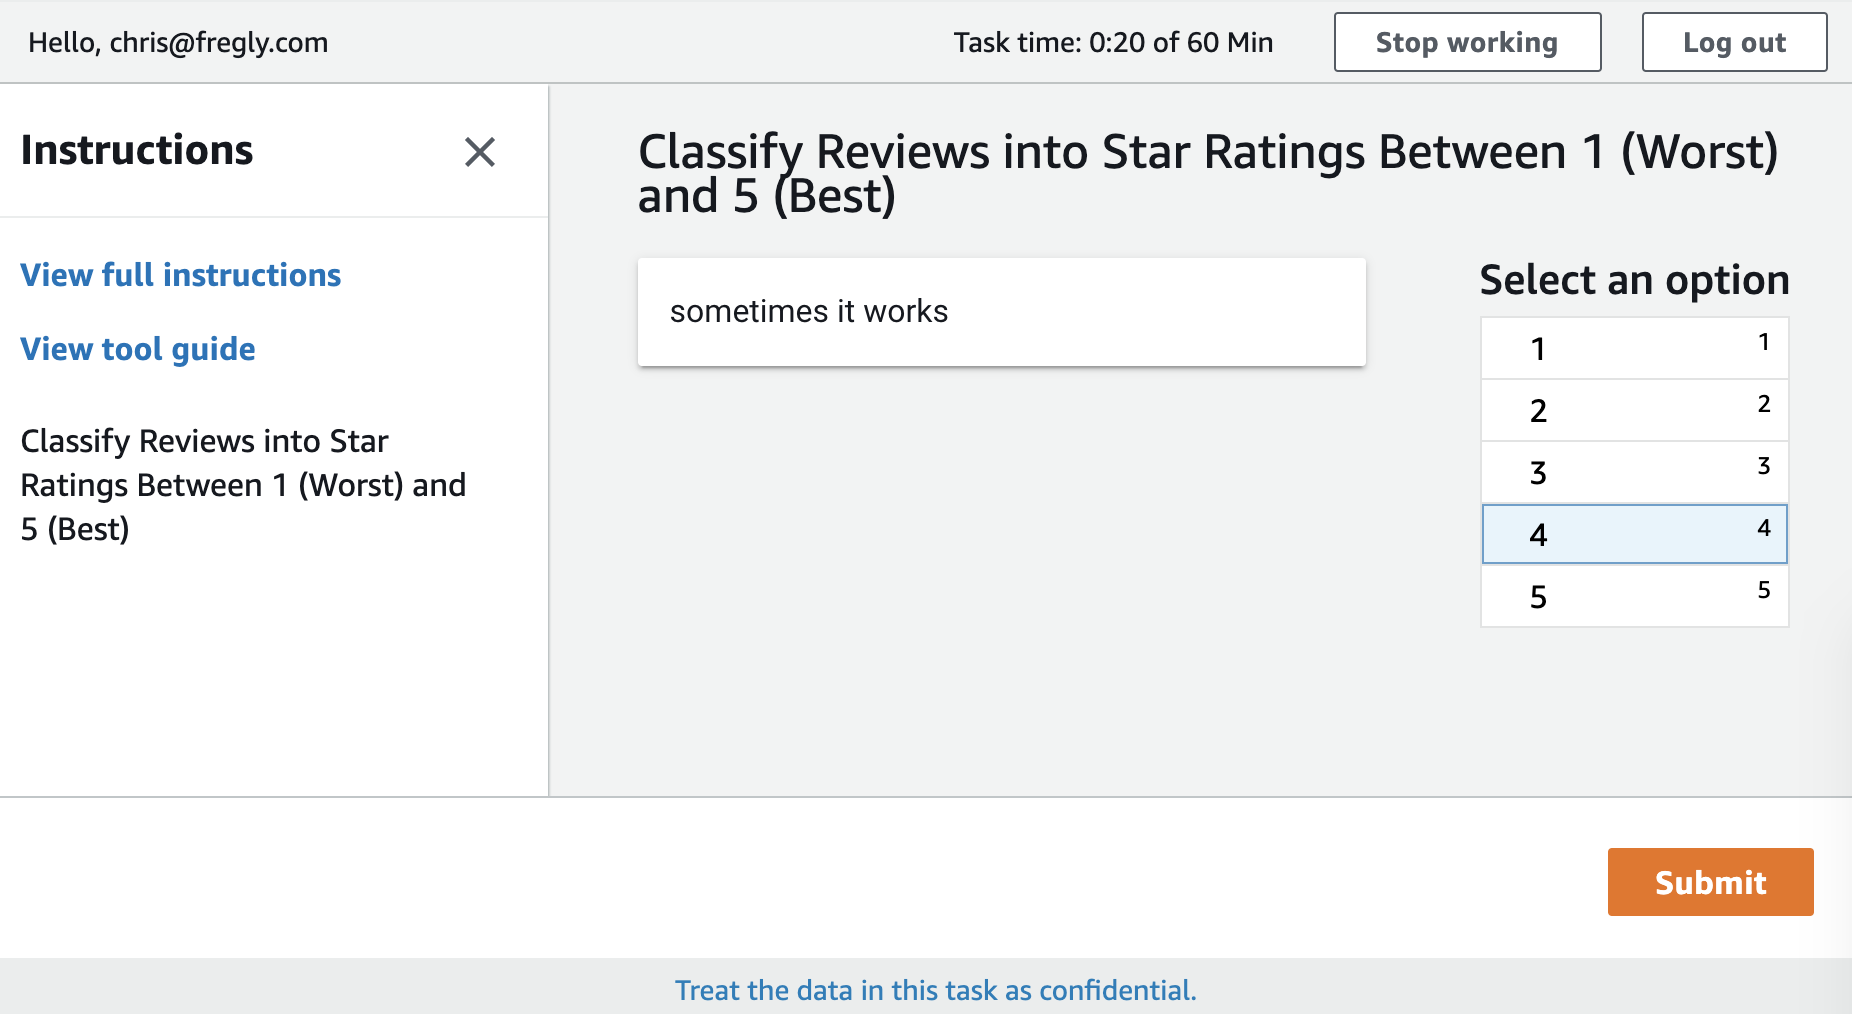 Hello, chris@fregly.com
Task time: 0:20 of 60 Min
Stop working
Log out
Instructions
View full instructions
View tool guide
Classify Reviews into Star
Ratings Between 1 (Worst) and
5 (Best)
Classify Reviews into Star Ratings Between 1 (Worst)
and 5 (Best)
sometimes it works
Select an option
1 1
2 2
3 3
4 4
5 5
Submit
Treat the data in this task as confidential.